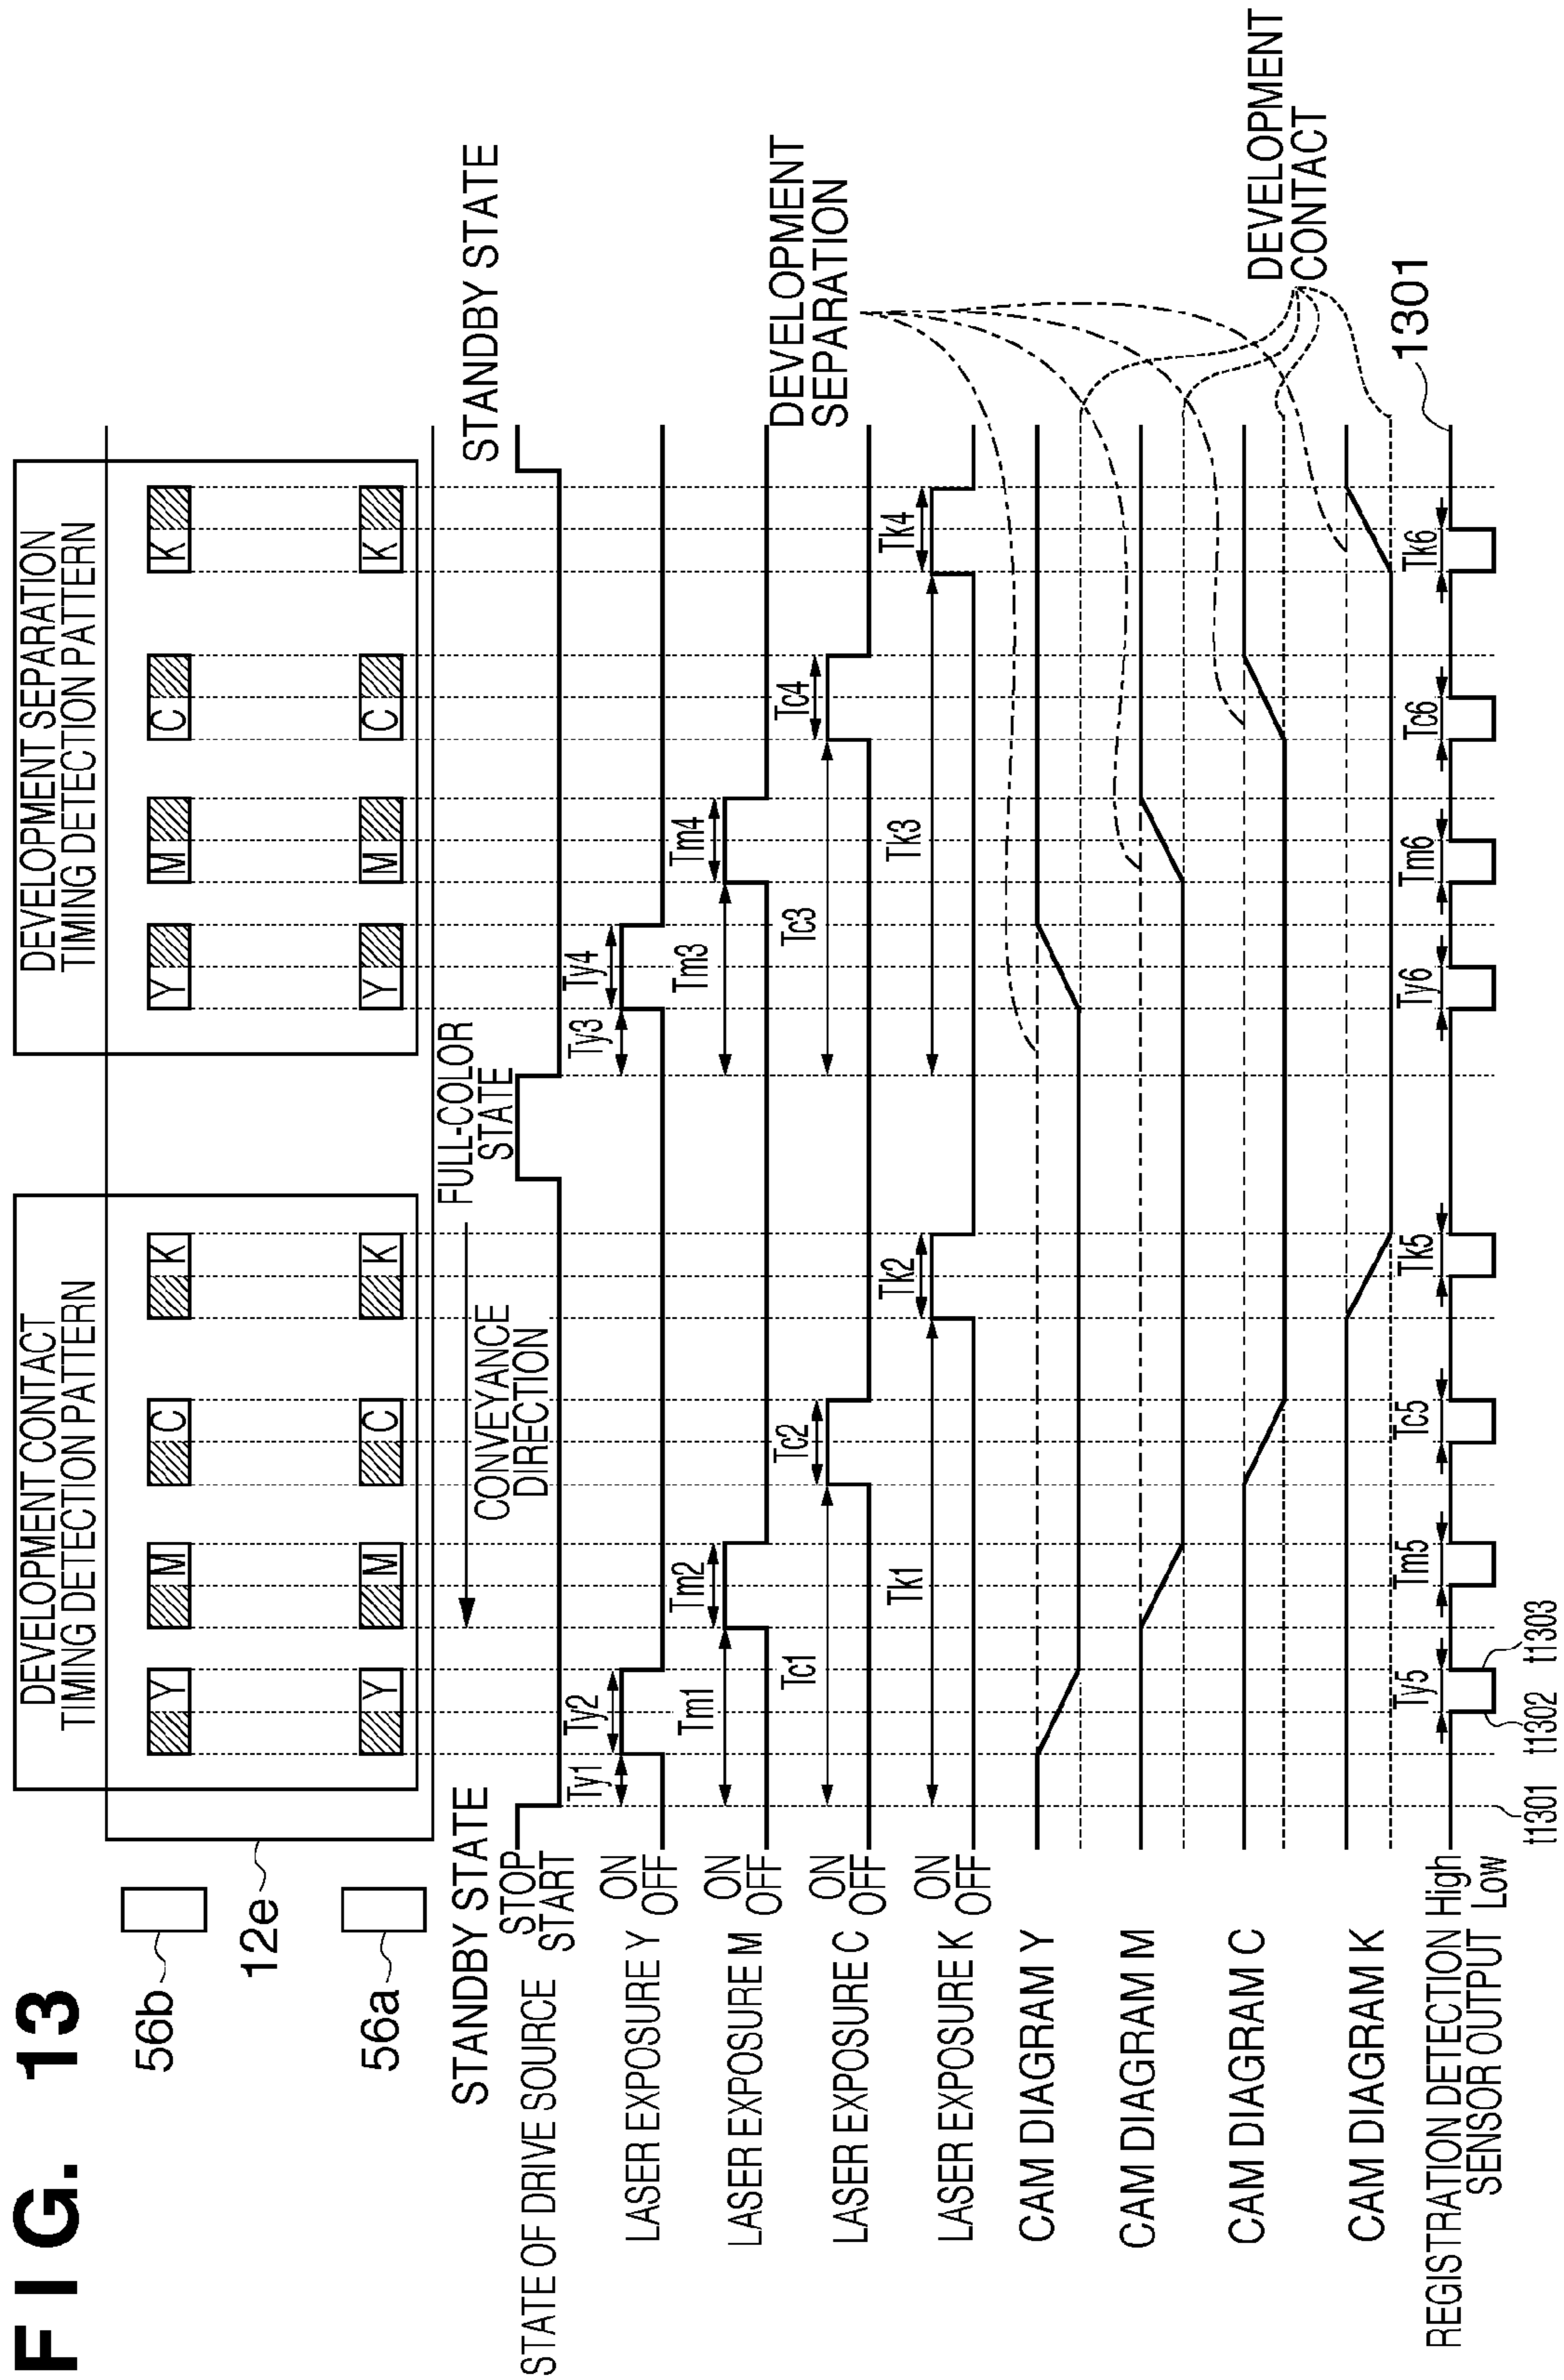 FIG. 13
DEVELOPMENT CONTACT
TIMING DETECTION PATTERN
DEVELOPMENT SEPARATION
TIMING DETECTION PATTERN
56b
Y M C K Y M C K
12e
56a
Y M C K Y M C K
STANDBY STATE
CONVEYANCE
DIRECTION
FULL-COLOR
STATE
STANDBY STATE
STATE OF DRIVE SOURCE
STOP
START
LASER EXPOSURE Y
ON
OFF
Ty1 Ty2 Ty3 Ty4
LASER EXPOSURE M
ON
OFF
Tm1 Tm2 Tm3 Tm4
LASER EXPOSURE C
ON
OFF
Tc1 Tc2 Tc3 Tc4
DEVELOPMENT
SEPARATION
LASER EXPOSURE K
ON
OFF
Tk1 Tk2 Tk3 Tk4
CAM DIAGRAM Y
CAM DIAGRAM M
CAM DIAGRAM C
CAM DIAGRAM K
DEVELOPMENT
CONTACT
REGISTRATION DETECTION
SENSOR OUTPUT
High
Low
Ty5 Tm5 Tc5 Tk5 Ty6 Tm6 Tc6 Tk6
1301
t1301 t1302 t1303